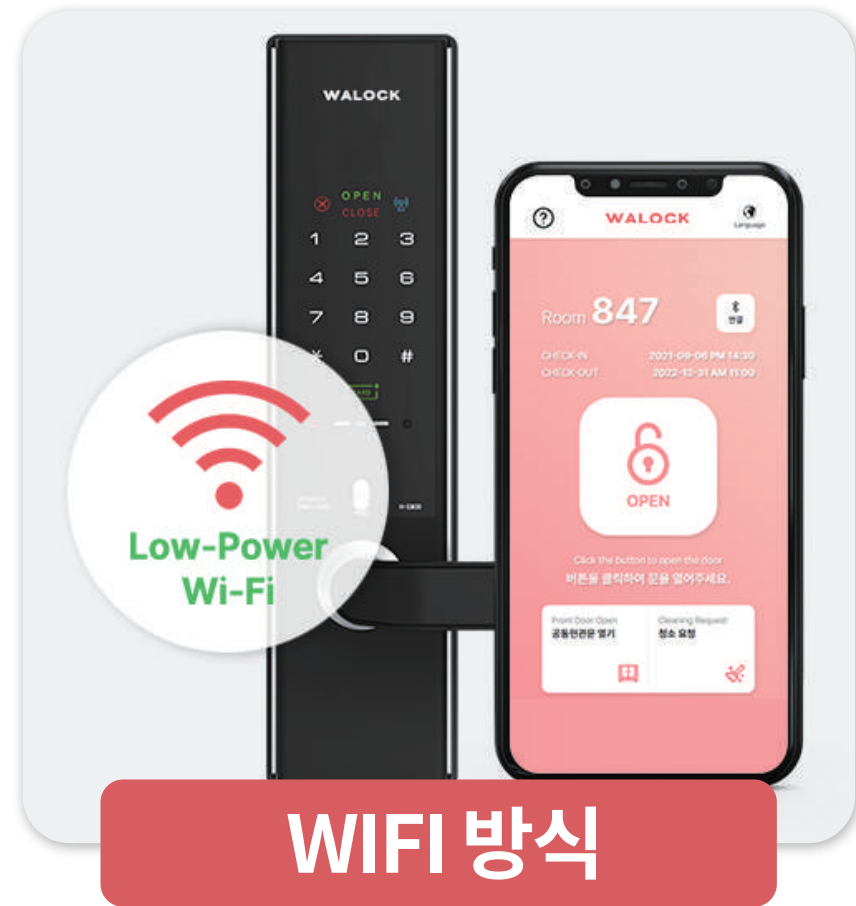 WALOCK
OPEN
CLOSE
1 2 3
4 5 6
7 8 9
* 0 #
Low-Power
Wi-Fi
WALOCK
Language
Room 847
연결
CHECK-IN 2021-09-06 PM 14:30
CHECK-OUT 2022-12-31 AM 11:00
OPEN
Click the button to open the door
버튼을 클릭하여 문을 열어주세요.
Front Door Open
공동현관문 열기
Cleaning Request
청소 요청
WIFI 방식